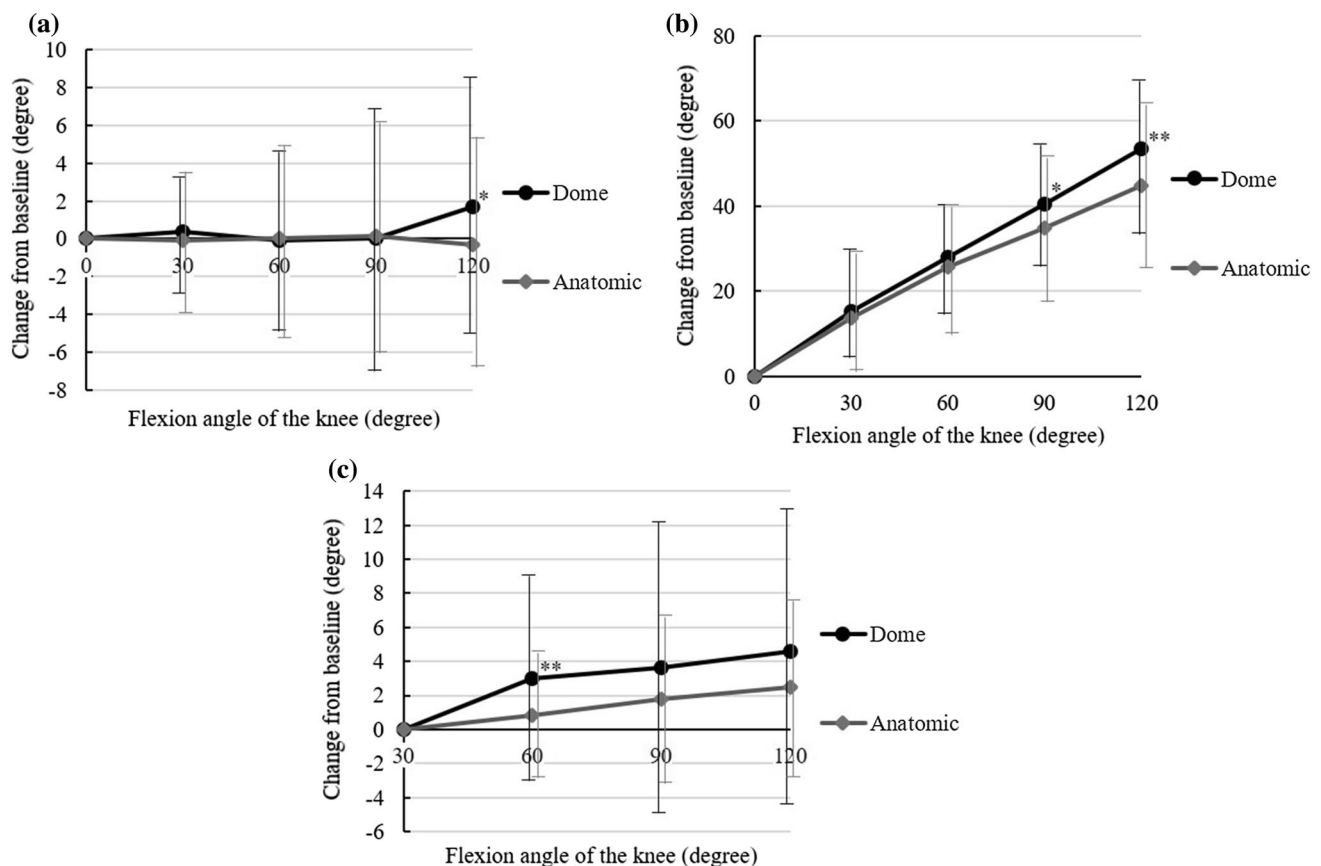 (a)
Change from baseline (degree)
10
8
6
4
2
0
-2
-4
-6
-8
0
30
60
90
120
*
Flexion angle of the knee (degree)
Dome
Anatomic
(b)
Change from baseline (degree)
80
60
40
20
0
0
30
60
90
120
*
**
Flexion angle of the knee (degree)
Dome
Anatomic
(c)
Change from baseline (degree)
14
12
10
8
6
4
2
0
-2
-4
-6
30
60
90
120
**
Flexion angle of the knee (degree)
Dome
Anatomic